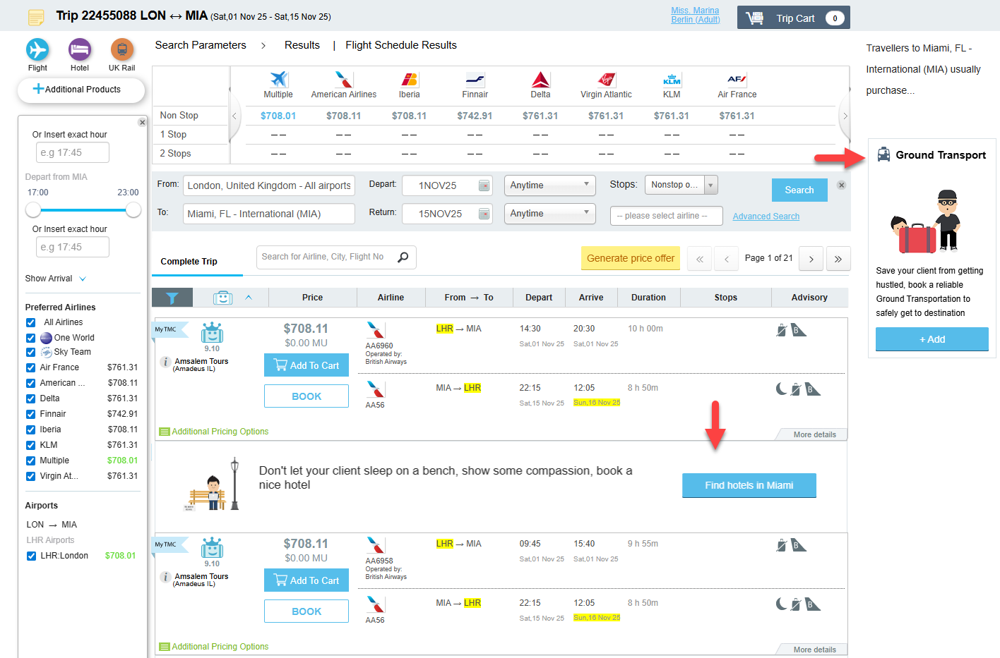 Trip 22455088 LON ↔ MIA (Sat,01 Nov 25 - Sat,15 Nov 25)
Miss. Marina
Berlin (Adult)
Trip Cart 0
Flight Hotel UK Rail
+Additional Products
Search Parameters > Results | Flight Schedule Results
Travellers to Miami, FL -
International (MIA) usually
purchase...
Multiple American Airlines Iberia Finnair Delta Virgin Atlantic KLM Air France
Non Stop $708.01 $708.11 $708.11 $742.91 $761.31 $761.31 $761.31 $761.31
1 Stop -- -- -- -- -- -- -- --
2 Stops -- -- -- -- -- -- -- --
Or Insert exact hour
e.g 17:45
Depart from MIA
17:00 23:00
Or Insert exact hour
e.g 17:45
Show Arrival
Preferred Airlines
All Airlines
One World
Sky Team
Air France $761.31
American ... $708.11
Delta $761.31
Finnair $742.91
Iberia $708.11
KLM $761.31
Multiple $708.01
Virgin At... $761.31
Airports
LON → MIA
LHR Airports
LHR:London $708.01
From: London, United Kingdom - All airports Depart: 1NOV25 Anytime Stops: Nonstop o... Search
To: Miami, FL - International (MIA) Return: 15NOV25 Anytime -- please select airline -- Advanced Search
Complete Trip
Search for Airline, City, Flight No
Generate price offer
« < Page 1 of 21 > »
Price Airline From → To Depart Arrive Duration Stops Advisory
My TMC
9.10
Amsalem Tours
(Amadeus IL)
$708.11
$0.00 MU
Add To Cart
BOOK
AA6960
Operated by:
British Airways
LHR → MIA 14:30 20:30 10 h 00m
Sat,01 Nov 25 Sat,01 Nov 25
B
AA56
MIA → LHR 22:15 12:05 8 h 50m
Sat,15 Nov 25 Sun,16 Nov 25
B
Additional Pricing Options
More details
Don't let your client sleep on a bench, show some compassion, book a
nice hotel
Find hotels in Miami
My TMC
9.10
Amsalem Tours
(Amadeus IL)
$708.11
$0.00 MU
Add To Cart
BOOK
AA6958
Operated by:
British Airways
LHR → MIA 09:45 15:40 9 h 55m
Sat,01 Nov 25 Sat,01 Nov 25
B
AA56
MIA → LHR 22:15 12:05 8 h 50m
Sat,15 Nov 25 Sun,16 Nov 25
B
Additional Pricing Options
More details
Ground Transport
Save your client from getting
hustled, book a reliable
Ground Transportation to
safely get to destination
+ Add